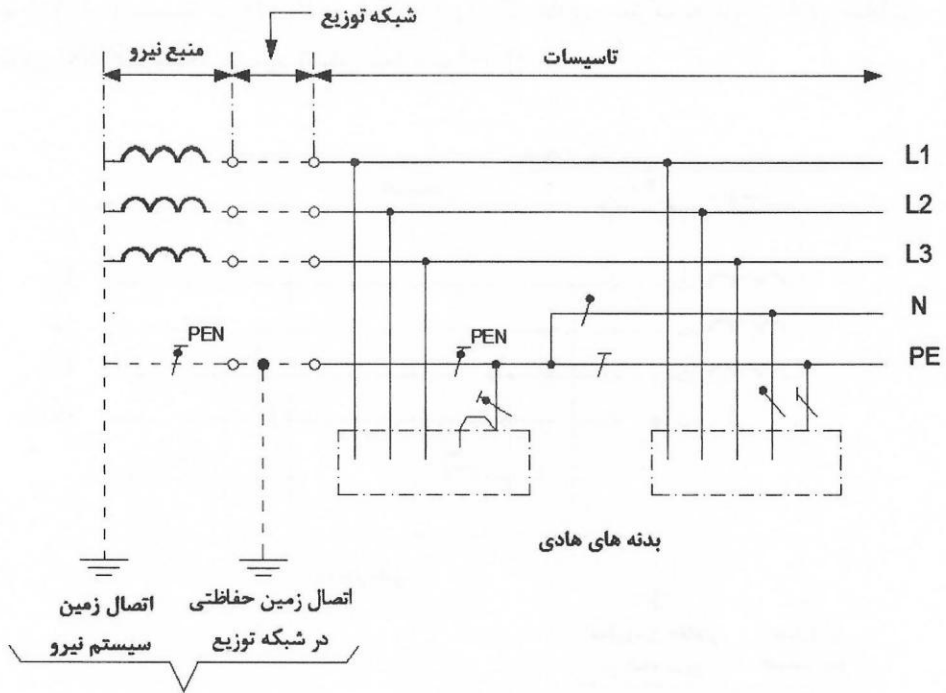 شبکه توزیع
منبع نیرو
تاسیسات
L1
L2
L3
N
PEN
PEN
PE
بدنه های هادی
اتصال زمین حفاظتی
در شبکه توزیع
اتصال زمین
سیستم نیرو